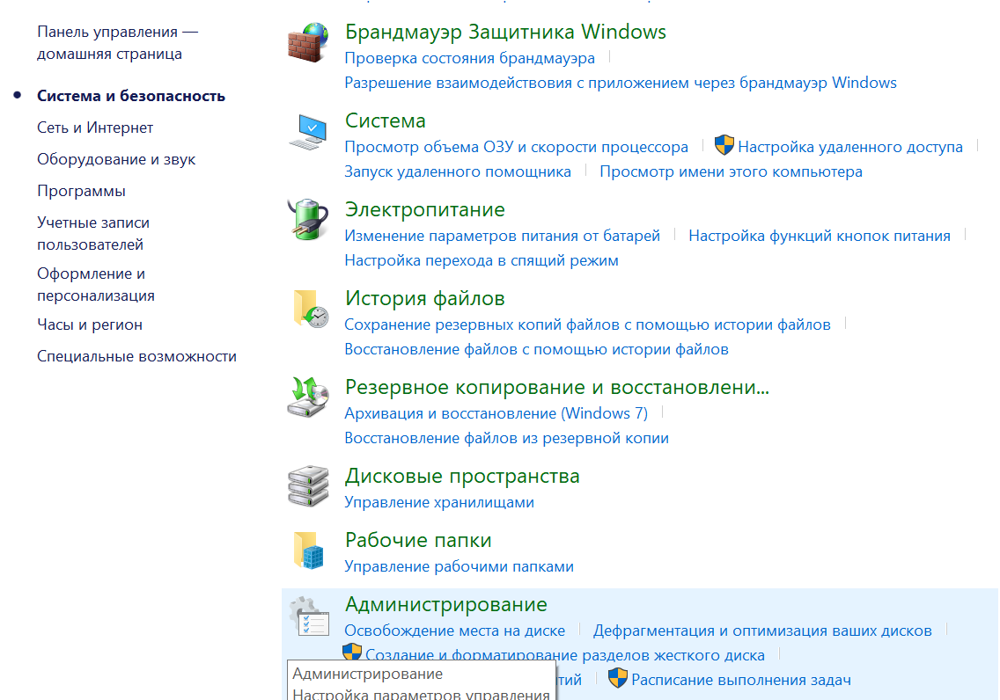 Панель управления —
домашняя страница
Система и безопасность
Сеть и Интернет
Оборудование и звук
Программы
Учетные записи
пользователей
Оформление и
персонализация
Часы и регион
Специальные возможности
Брандмауэр Защитника Windows
Проверка состояния брандмауэра
Разрешение взаимодействовия с приложением через брандмауэр Windows
Система
Просмотр объема ОЗУ и скорости процессора Настройка удаленного доступа
Запуск удаленного помощника Просмотр имени этого компьютера
Электропитание
Изменение параметров питания от батарей Настройка функций кнопок питания
Настройка перехода в спящий режим
История файлов
Сохранение резервных копий файлов с помощью истории файлов
Восстановление файлов с помощью истории файлов
Резервное копирование и восстановлени...
Архивация и восстановление (Windows 7)
Восстановление файлов из резервной копии
Дисковые пространства
Управление хранилищами
Рабочие папки
Управление рабочими папками
Администрирование
Освобождение места на диске Дефрагментация и оптимизация ваших дисков
Создание и форматирование разделов жесткого диска
Администрирование
тий Расписание выполнения задач
Настройка параметров управления